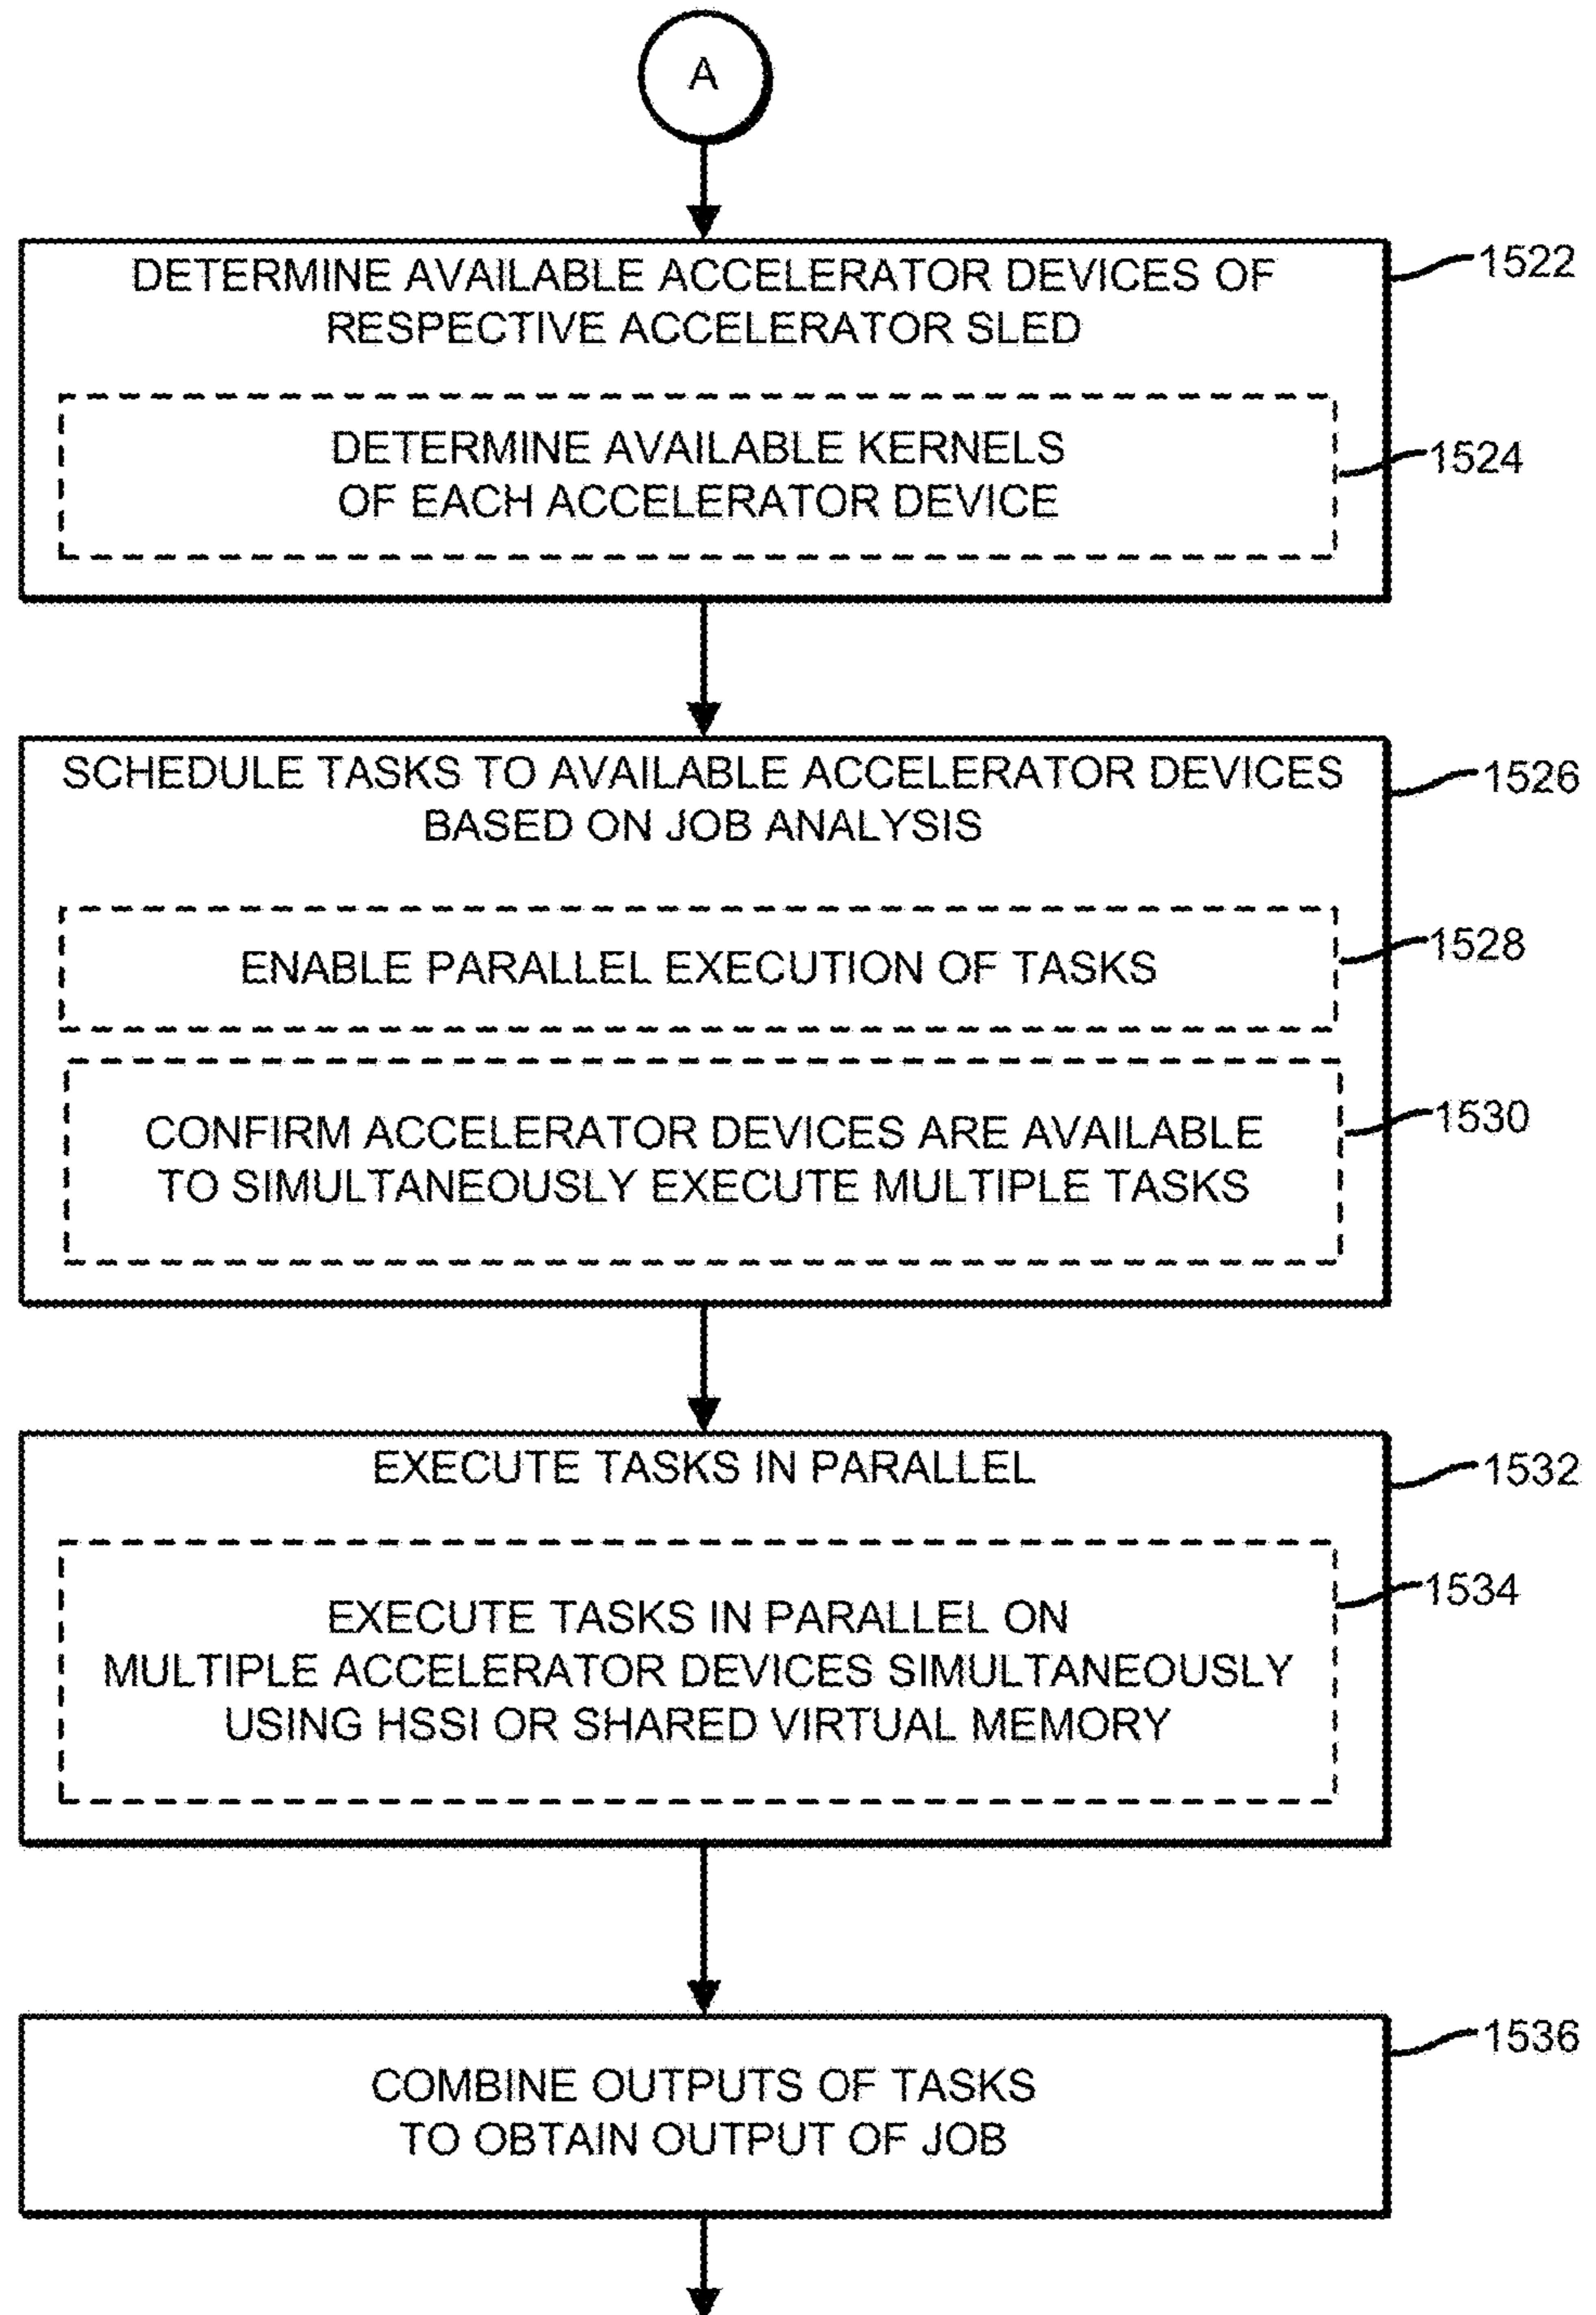 A
DETERMINE AVAILABLE ACCELERATOR DEVICES OF
RESPECTIVE ACCELERATOR SLED
1522
DETERMINE AVAILABLE KERNELS
OF EACH ACCELERATOR DEVICE
1524
SCHEDULE TASKS TO AVAILABLE ACCELERATOR DEVICES
BASED ON JOB ANALYSIS
1526
ENABLE PARALLEL EXECUTION OF TASKS
1528
CONFIRM ACCELERATOR DEVICES ARE AVAILABLE
TO SIMULTANEOUSLY EXECUTE MULTIPLE TASKS
1530
EXECUTE TASKS IN PARALLEL
1532
EXECUTE TASKS IN PARALLEL ON
MULTIPLE ACCELERATOR DEVICES SIMULTANEOUSLY
USING HSSI OR SHARED VIRTUAL MEMORY
1534
COMBINE OUTPUTS OF TASKS
TO OBTAIN OUTPUT OF JOB
1536